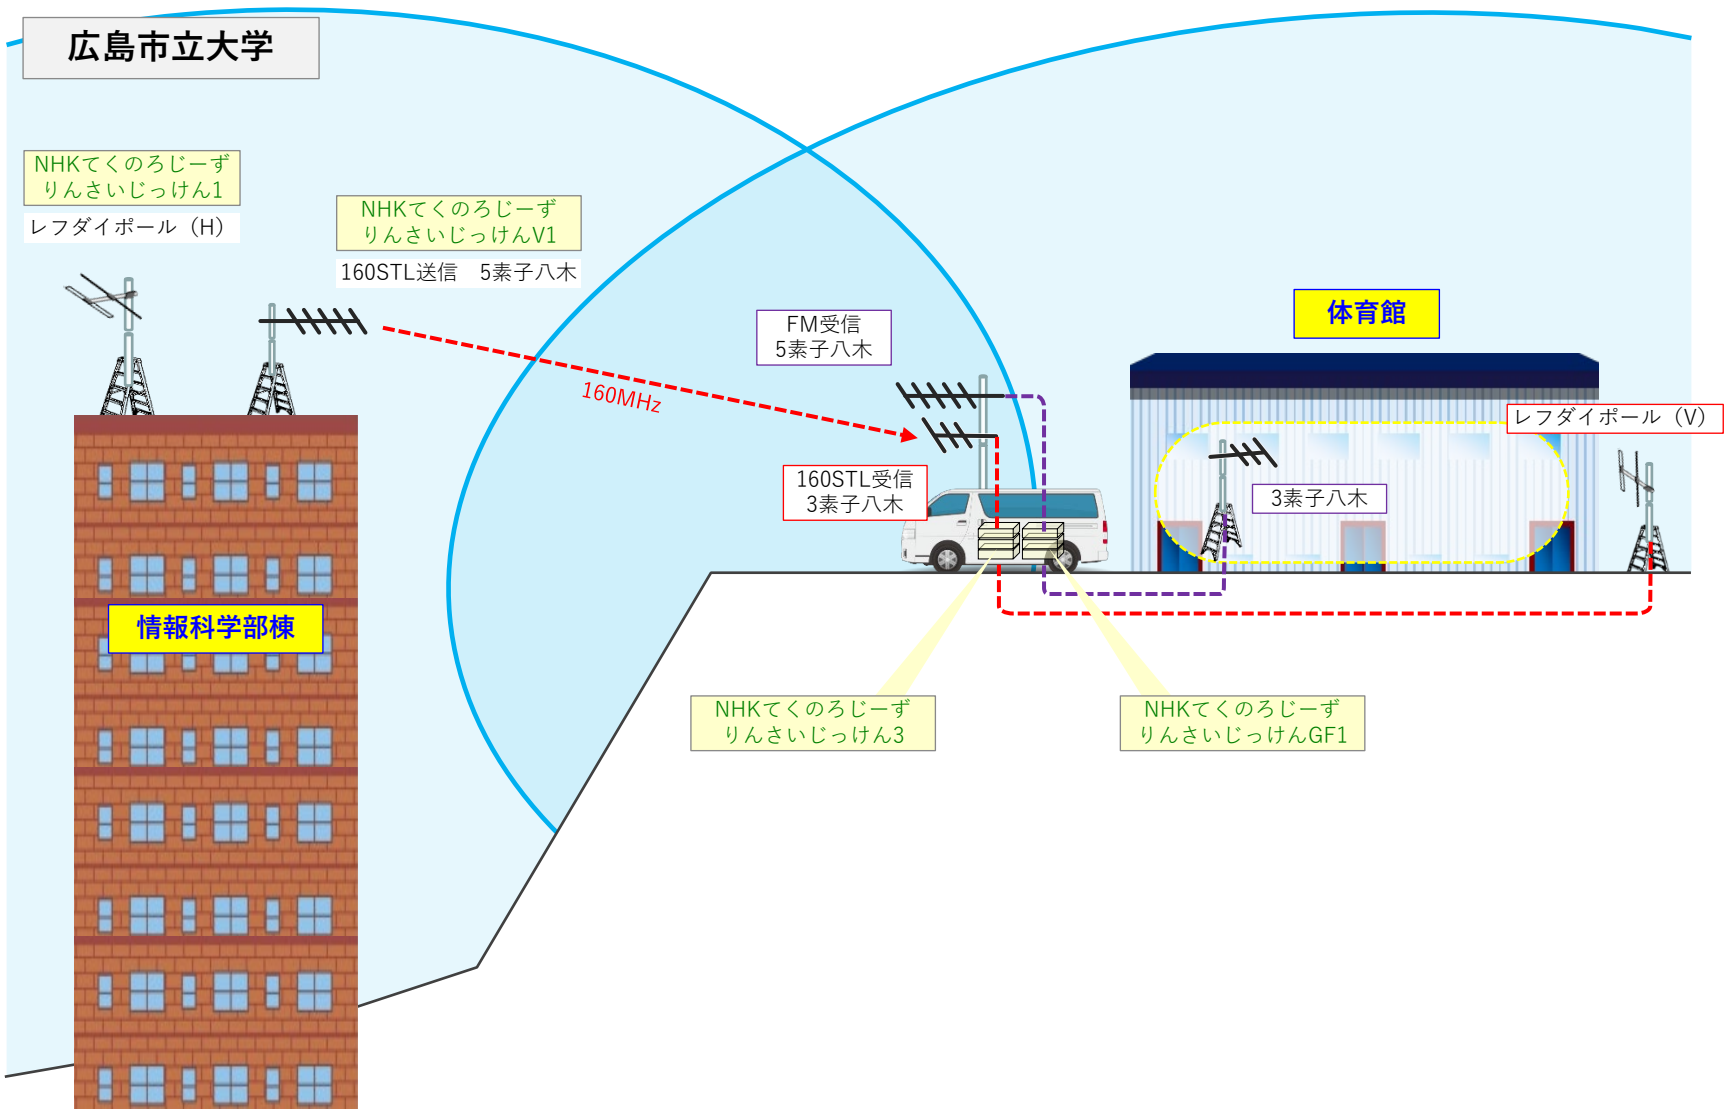 広島市立大学
NHKてくのろじーず
りんさいじっけん1
レフダイポール（H）
NHKてくのろじーず
りんさいじっけんV1
160STL送信　5素子八木
160MHz
FM受信
5素子八木
160STL受信
3素子八木
体育館
レフダイポール（V）
3素子八木
情報科学部棟
NHKてくのろじーず
りんさいじっけん3
NHKてくのろじーず
りんさいじっけんGF1